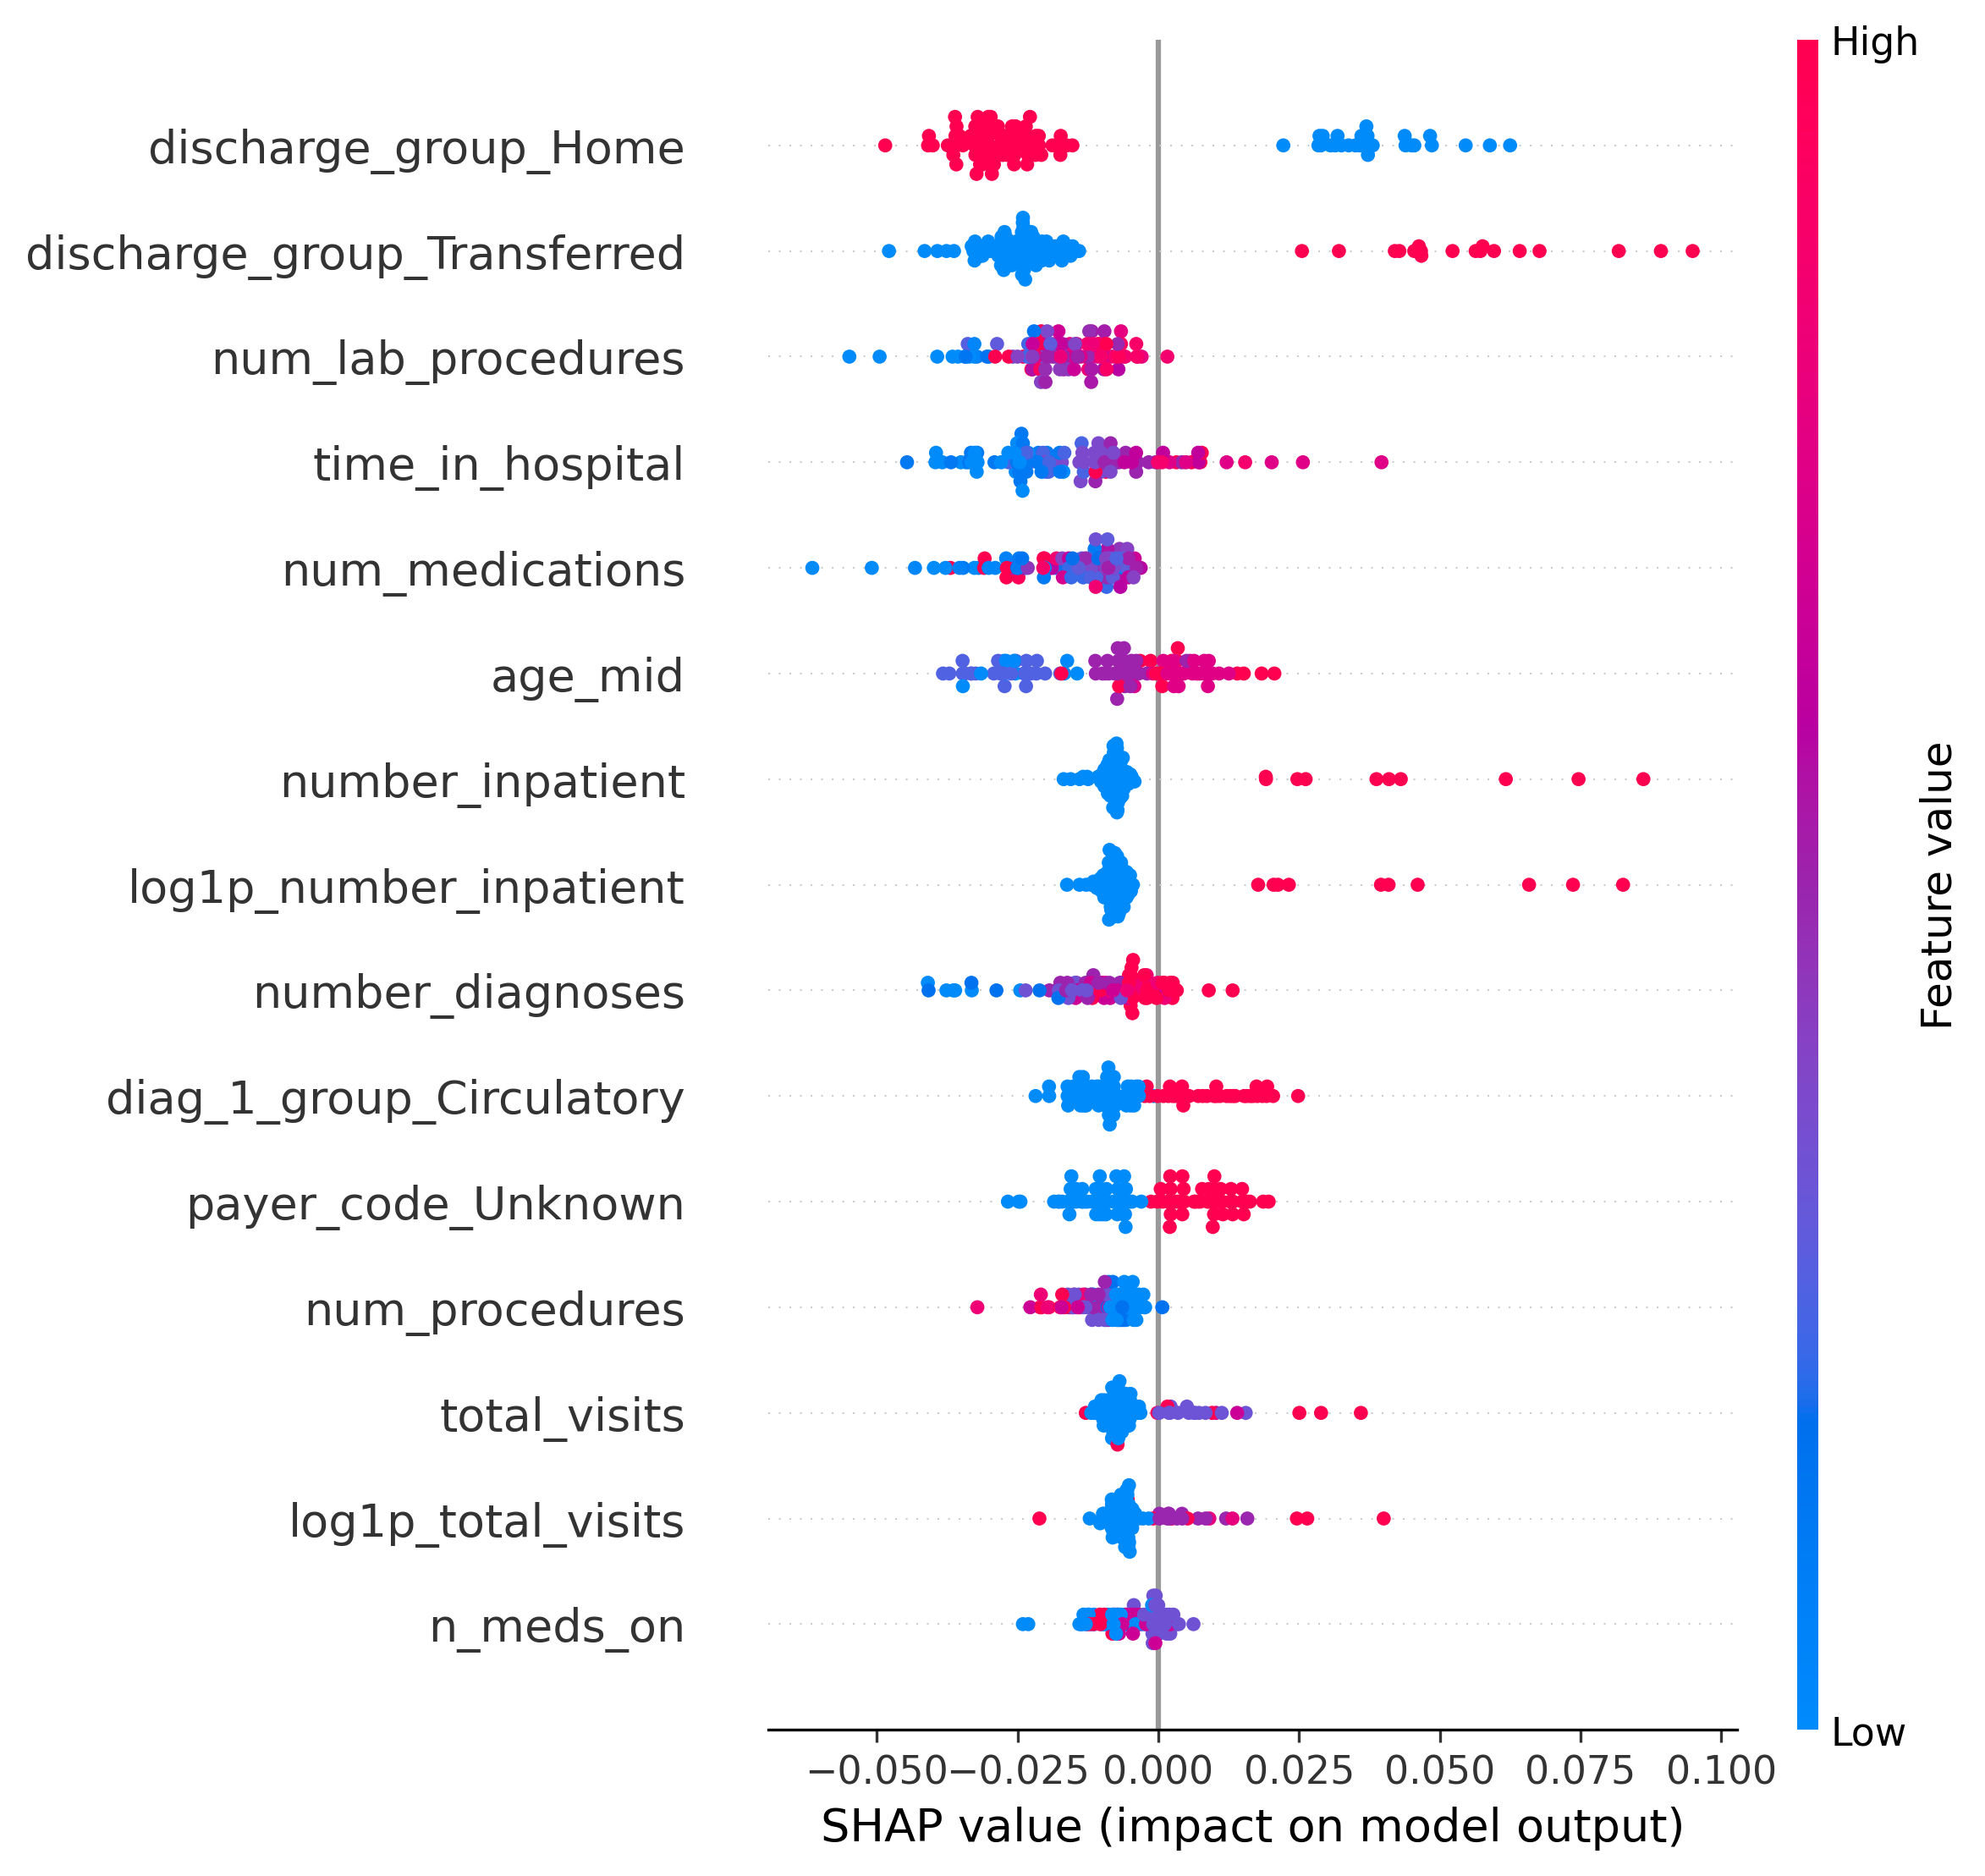 High
discharge_group_Home
discharge_group_Transferred
num_lab_procedures
time_in_hospital
num_medications
age_mid
number_inpatient
log1p_number_inpatient
number_diagnoses
diag_1_group_Circulatory
payer_code_Unknown
num_procedures
total_visits
log1p_total_visits
n_meds_on
Feature value
Low
−0.050 −0.025 0.000 0.025 0.050 0.075 0.100
SHAP value (impact on model output)